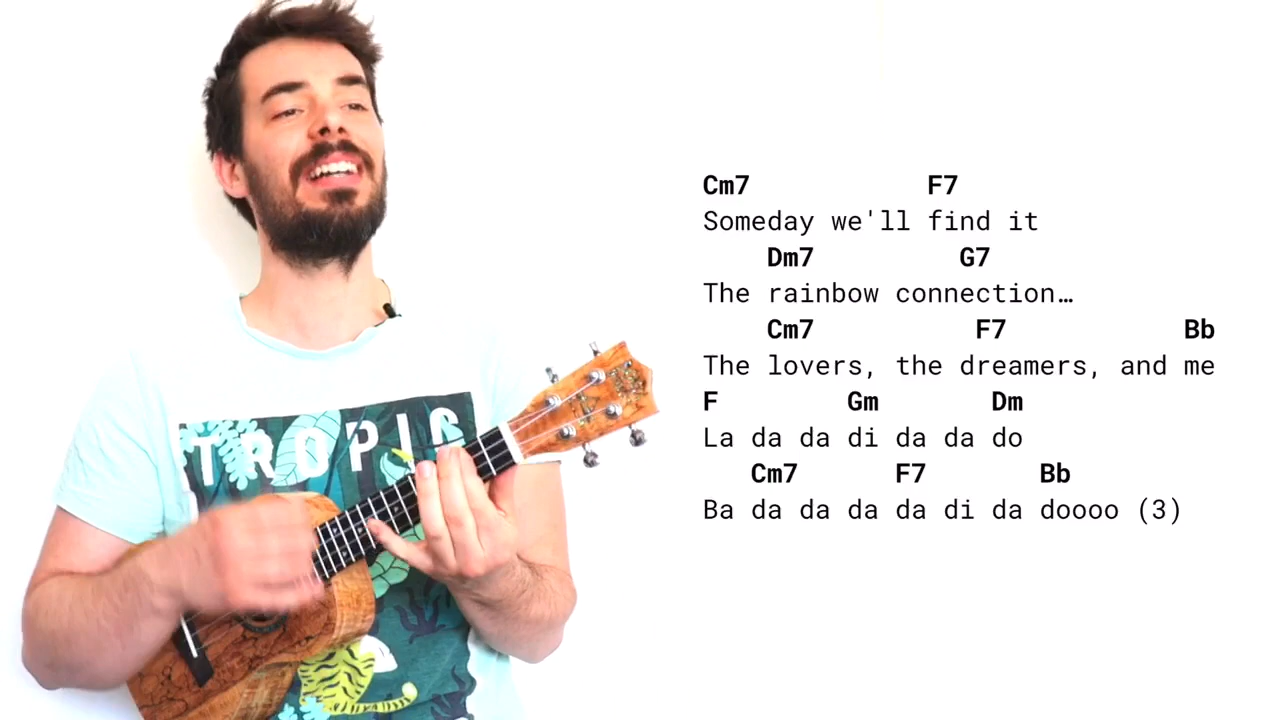 TROPIC
Cm7 F7
Someday we'll find it
Dm7 G7
The rainbow connection…
Cm7 F7 Bb
The lovers, the dreamers, and me
F Gm Dm
La da da di da da do
Cm7 F7 Bb
Ba da da da da di da doooo (3)